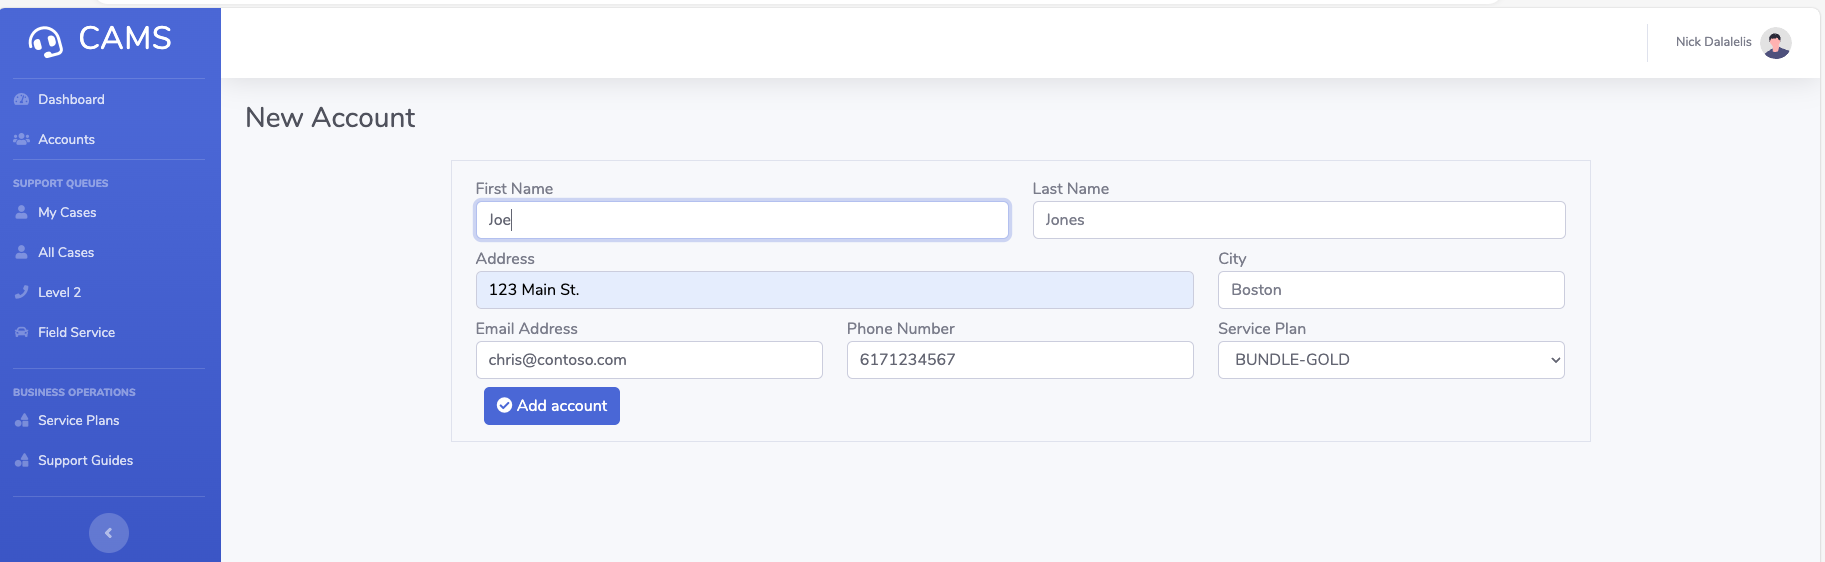 CAMS
Nick Dalalelis
Dashboard
Accounts
SUPPORT QUEUES
My Cases
All Cases
Level 2
Field Service
BUSINESS OPERATIONS
Service Plans
Support Guides
New Account
First Name Last Name
Joe Jones
Address City
123 Main St. Boston
Email Address Phone Number Service Plan
chris@contoso.com 6171234567 BUNDLE-GOLD
Add account